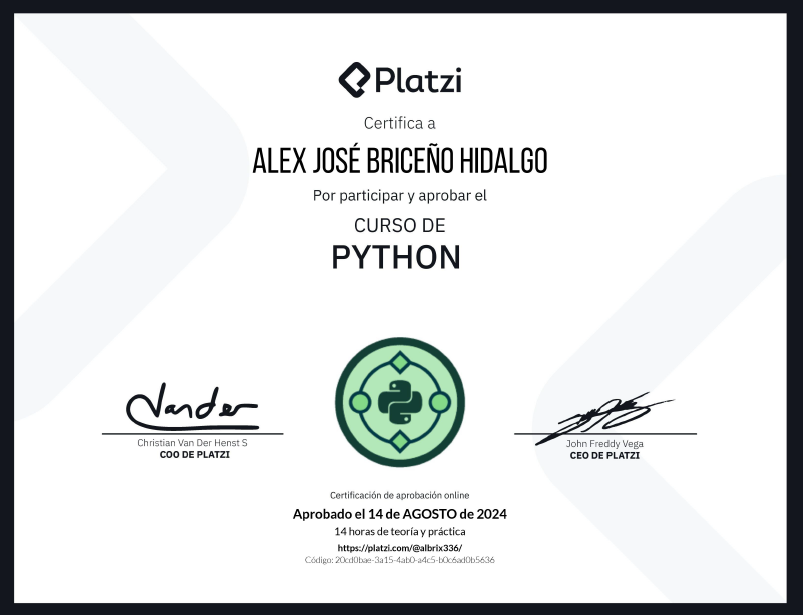 Platzi
Certifica a
ALEX JOSÉ BRICEÑO HIDALGO
Por participar y aprobar el
CURSO DE
PYTHON
Vander
Christian Van Der Henst S
COO DE PLATZI
John Freddy Vega
CEO DE PLATZI
Certificación de aprobación online
Aprobado el 14 de AGOSTO de 2024
14 horas de teoría y práctica
https://platzi.com/@albrix336/
Código: 20cd0bae-3a15-4ab0-a4c5-b0c6ad0b5636